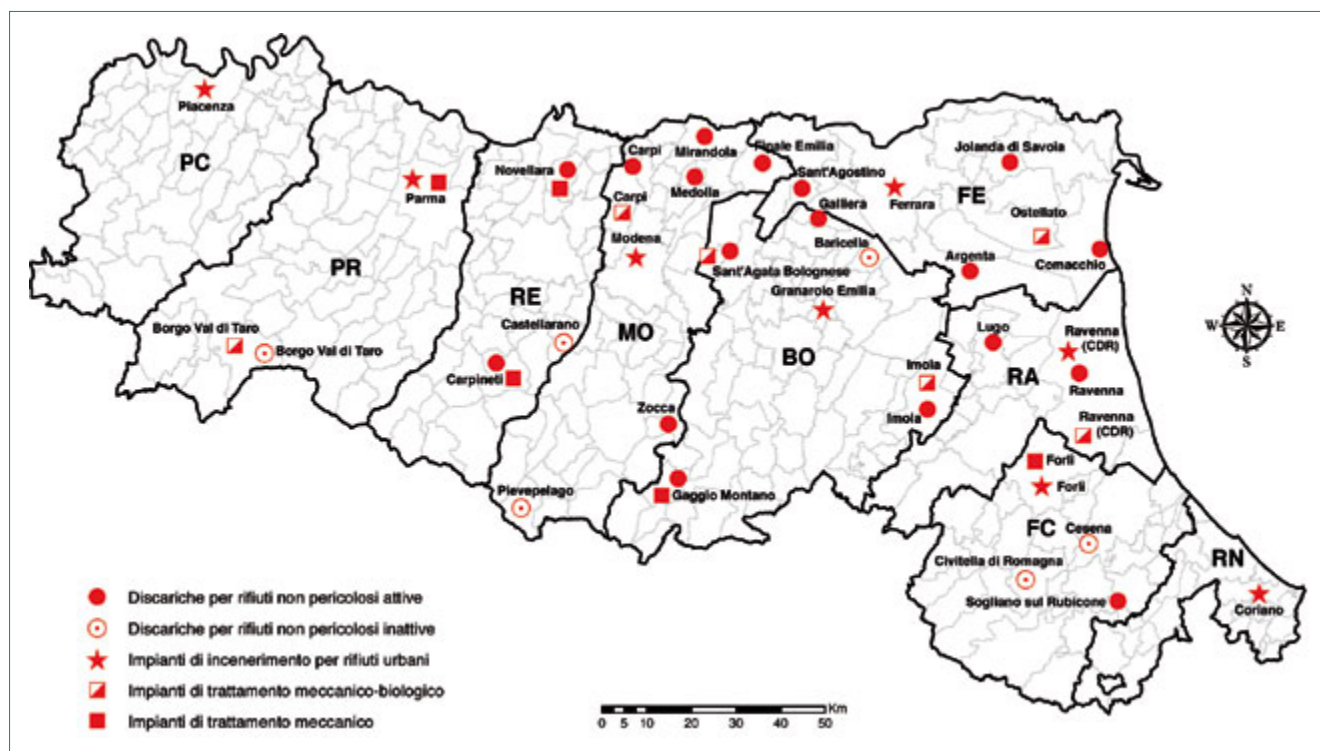 Piacenza
PC
Parma
PR
Borgo Val di Taro
Borgo Val di Taro
Novellara
RE
Castellarano
Carpineti
Carpi
Mirandola
Finale Emilia
Medolla
Carpi
Modena
MO
Zocca
Pievepelago
Sant'Agostino
Galliera
Baricella
Sant'Agata Bolognese
Granarolo Emilia
BO
Imola
Imola
Gaggio Montano
Jolanda di Savoia
Ferrara
FE
Ostellato
Argenta
Comacchio
Lugo
Ravenna
(CDR)
RA
Ravenna
Ravenna
(CDR)
Forlì
Forlì
FC
Cesena
Civitella di Romagna
Sogliano sul Rubicone
RN
Coriano
N
W
E
S
Discariche per rifiuti non pericolosi attive
Discariche per rifiuti non pericolosi inattive
Impianti di incenerimento per rifiuti urbani
Impianti di trattamento meccanico-biologico
Impianti di trattamento meccanico
Km
0 5 10 20 30 40 50